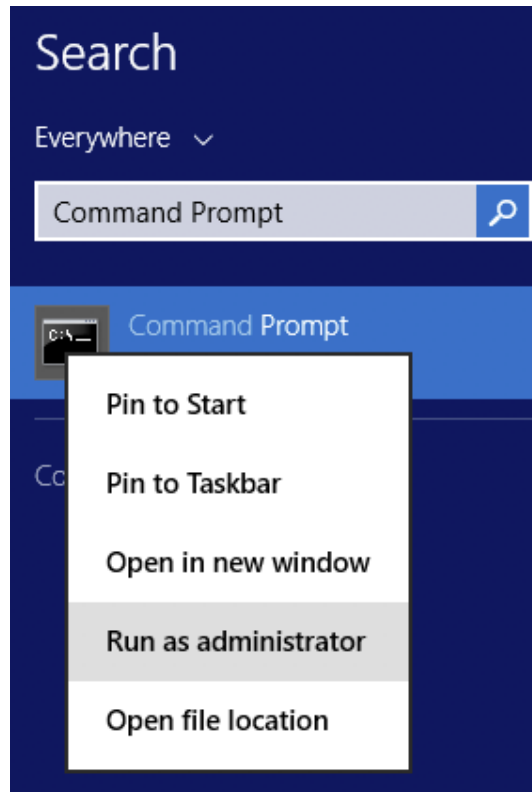 Search
Everywhere
Command Prompt
Command Prompt
Pin to Start
Co
Pin to Taskbar
Open in new window
Run as administrator
Open file location